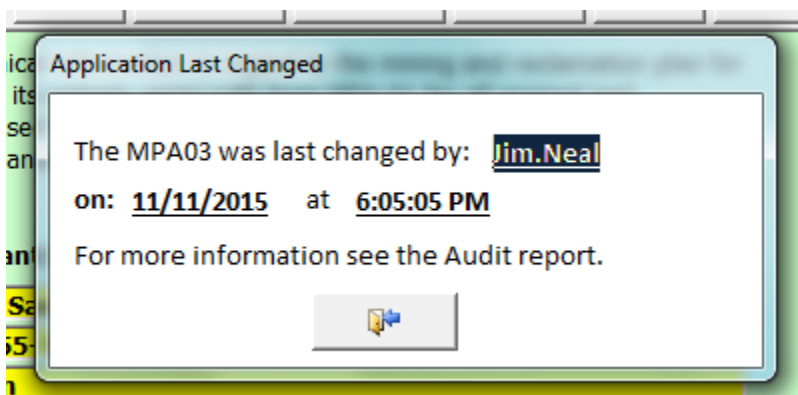 Application Last Changed
The MPA03 was last changed by: Jim.Neal
on: 11/11/2015 at 6:05:05 PM
For more information see the Audit report.